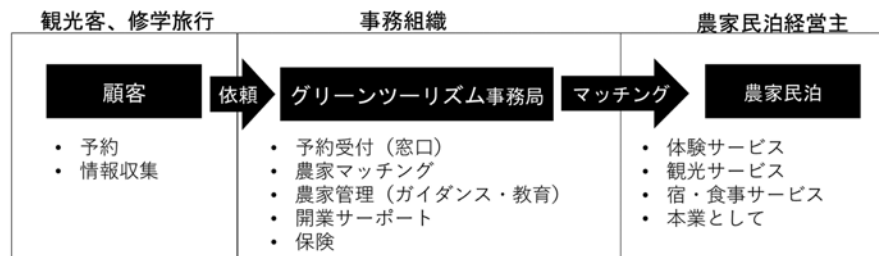 観光客、修学旅行
事務組織
農家民泊経営主
顧客
依頼
グリーンツーリズム事務局
マッチング
農家民泊
• 予約
• 情報収集
• 予約受付（窓口）
• 農家マッチング
• 農家管理（ガイダンス・教育）
• 開業サーポート
• 保険
• 体験サービス
• 観光サービス
• 宿・食事サービス
• 本業として